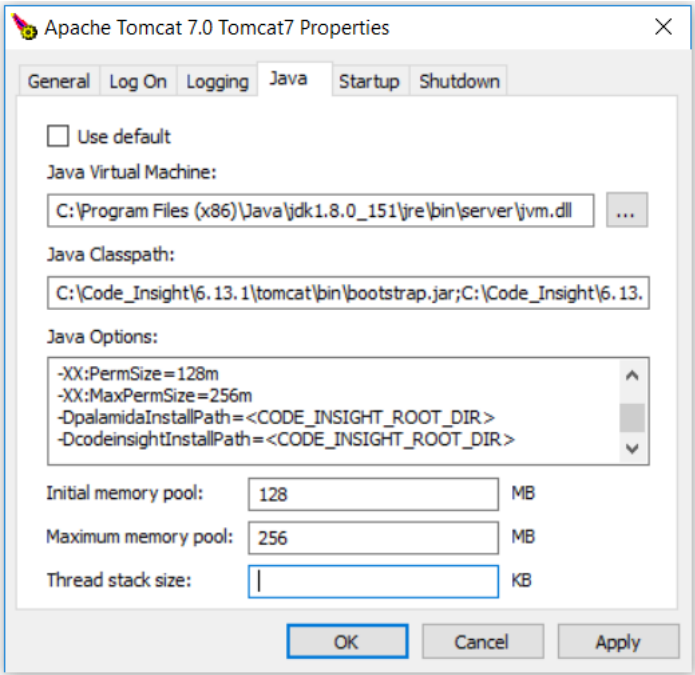 Apache Tomcat 7.0 Tomcat7 Properties
General Log On Logging Java Startup Shutdown
Use default
Java Virtual Machine:
C:\Program Files (x86)\Java\jdk1.8.0_151\jre\bin\server\jvm.dll ...
Java Classpath:
C:\Code_Insight\6.13.1\tomcat\bin\bootstrap.jar;C:\Code_Insight\6.13.
Java Options:
-XX:PermSize=128m
-XX:MaxPermSize=256m
-DpalamidaInstallPath=<CODE_INSIGHT_ROOT_DIR>
-DcodeinsightInstallPath=<CODE_INSIGHT_ROOT_DIR>
Initial memory pool: 128 MB
Maximum memory pool: 256 MB
Thread stack size: KB
OK Cancel Apply